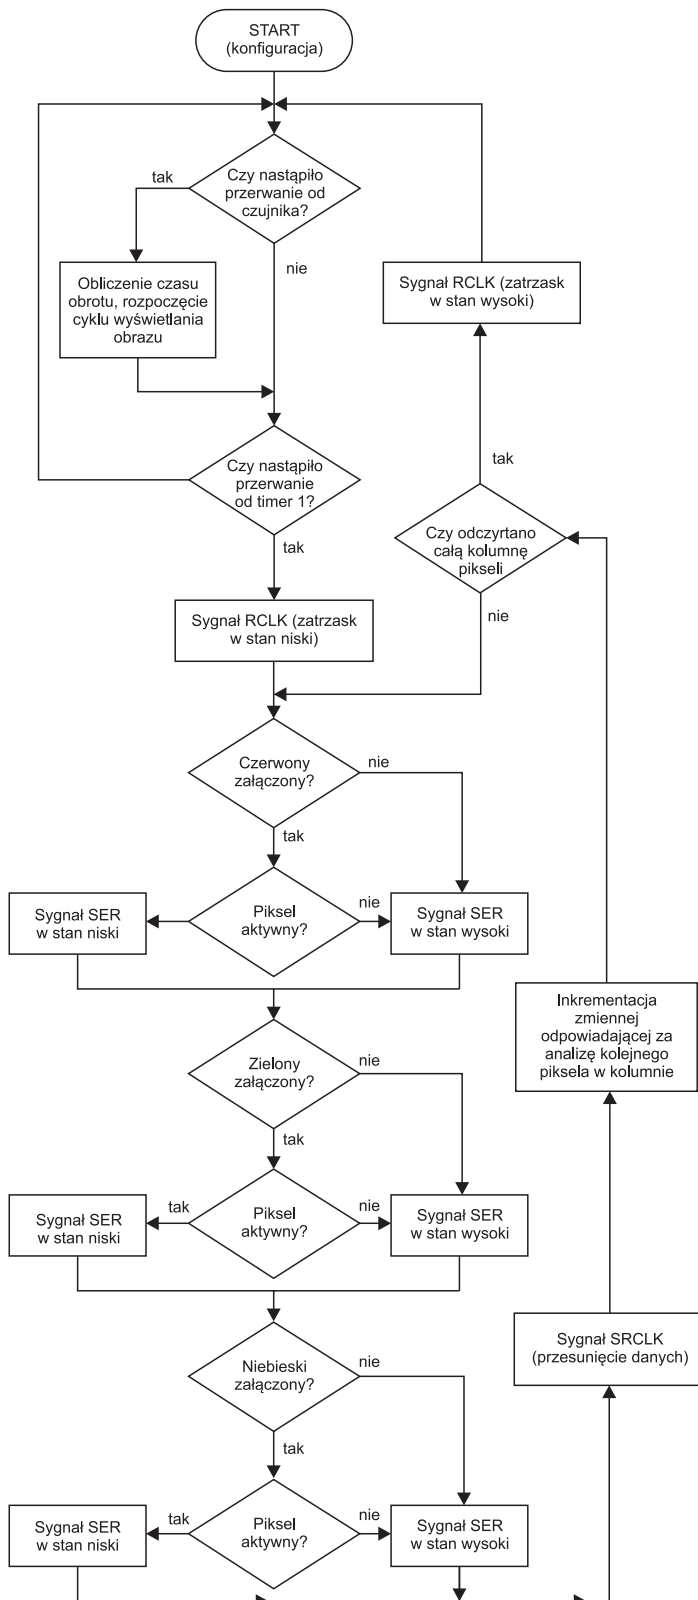 START
(konfiguracja)
tak
Czy nastąpiło
przerwanie od
czujnika?
nie
Obliczenie czasu
obrotu, rozpoczęcie
cyklu wyświetlania
obrazu
Sygnał RCLK (zatrzask
w stan wysoki)
tak
Czy nastąpiło
przerwanie
od timer 1?
tak
Czy odczyrtano
całą kolumnę
pikseli
nie
Sygnał RCLK (zatrzask
w stan niski)
Czerwony
załączony?
nie
tak
Sygnał SER
w stan niski
Piksel
aktywny?
nie
Sygnał SER
w stan wysoki
Inkrementacja
zmiennej
odpowiadającej za
analizę kolejnego
piksela w kolumnie
Zielony
załączony?
nie
tak
Sygnał SER
w stan niski
tak
Piksel
aktywny?
nie
Sygnał SER
w stan wysoki
Sygnał SRCLK
(przesunięcie danych)
Niebieski
załączony?
nie
tak
Sygnał SER
w stan niski
tak
Piksel
aktywny?
nie
Sygnał SER
w stan wysoki